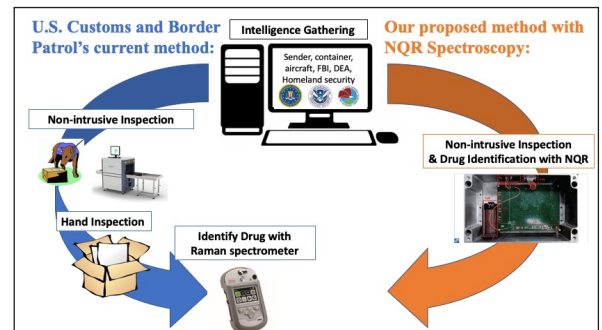 U.S. Customs and Border
Patrol's current method:
Intelligence Gathering
Our proposed method with
NQR Spectroscopy:
Sender, container,
aircraft, FBI, DEA,
Homeland security
Non-intrusive Inspection
Non-intrusive Inspection
& Drug Identification with NQR
Hand Inspection
Identify Drug with
Raman spectrometer